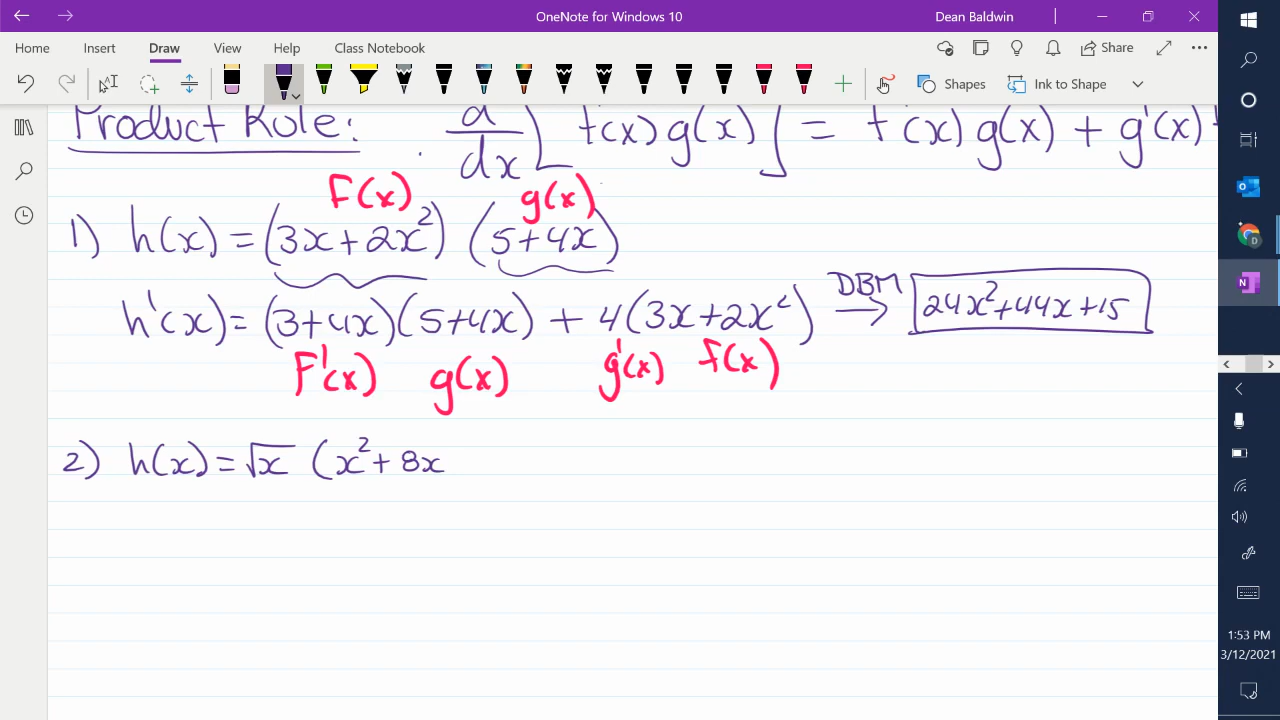 OneNote for Windows 10
Dean Baldwin
Home Insert Draw View Help Class Notebook
Share
Shapes Ink to Shape
Product Rule: d/dx [f(x) g(x)] = f'(x) g(x) + g'(x)
F(x) g(x)
1) h(x) = (3x+2x²) (5+4x)
h'(x) = (3+4x)(5+4x) + 4(3x+2x²) DBM → 24x²+44x+15
F'(x) g(x) g'(x) f(x)
2) h(x) = √x (x²+8x
1:53 PM
3/12/2021